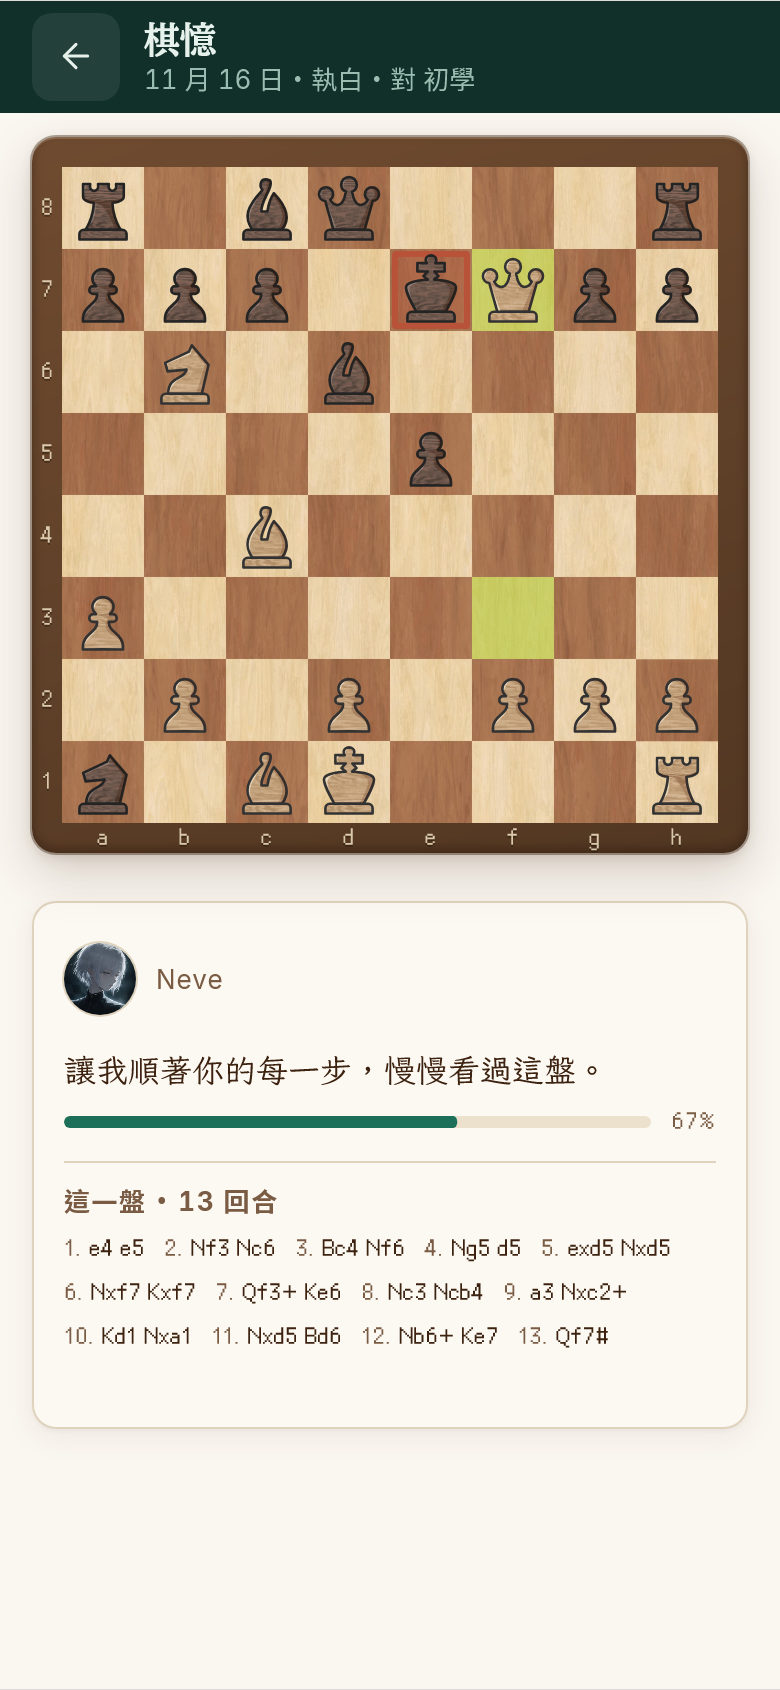 棋憶
11 月 16 日・執白・對 初學
8
7
6
5
4
3
2
1
a b c d e f g h
Neve
讓我順著你的每一步，慢慢看過這盤。
67%
這一盤・13 回合
1. e4 e5 2. Nf3 Nc6 3. Bc4 Nf6 4. Ng5 d5 5. exd5 Nxd5
6. Nxf7 Kxf7 7. Qf3+ Ke6 8. Nc3 Ncb4 9. a3 Nxc2+
10. Kd1 Nxa1 11. Nxd5 Bd6 12. Nb6+ Ke7 13. Qf7#